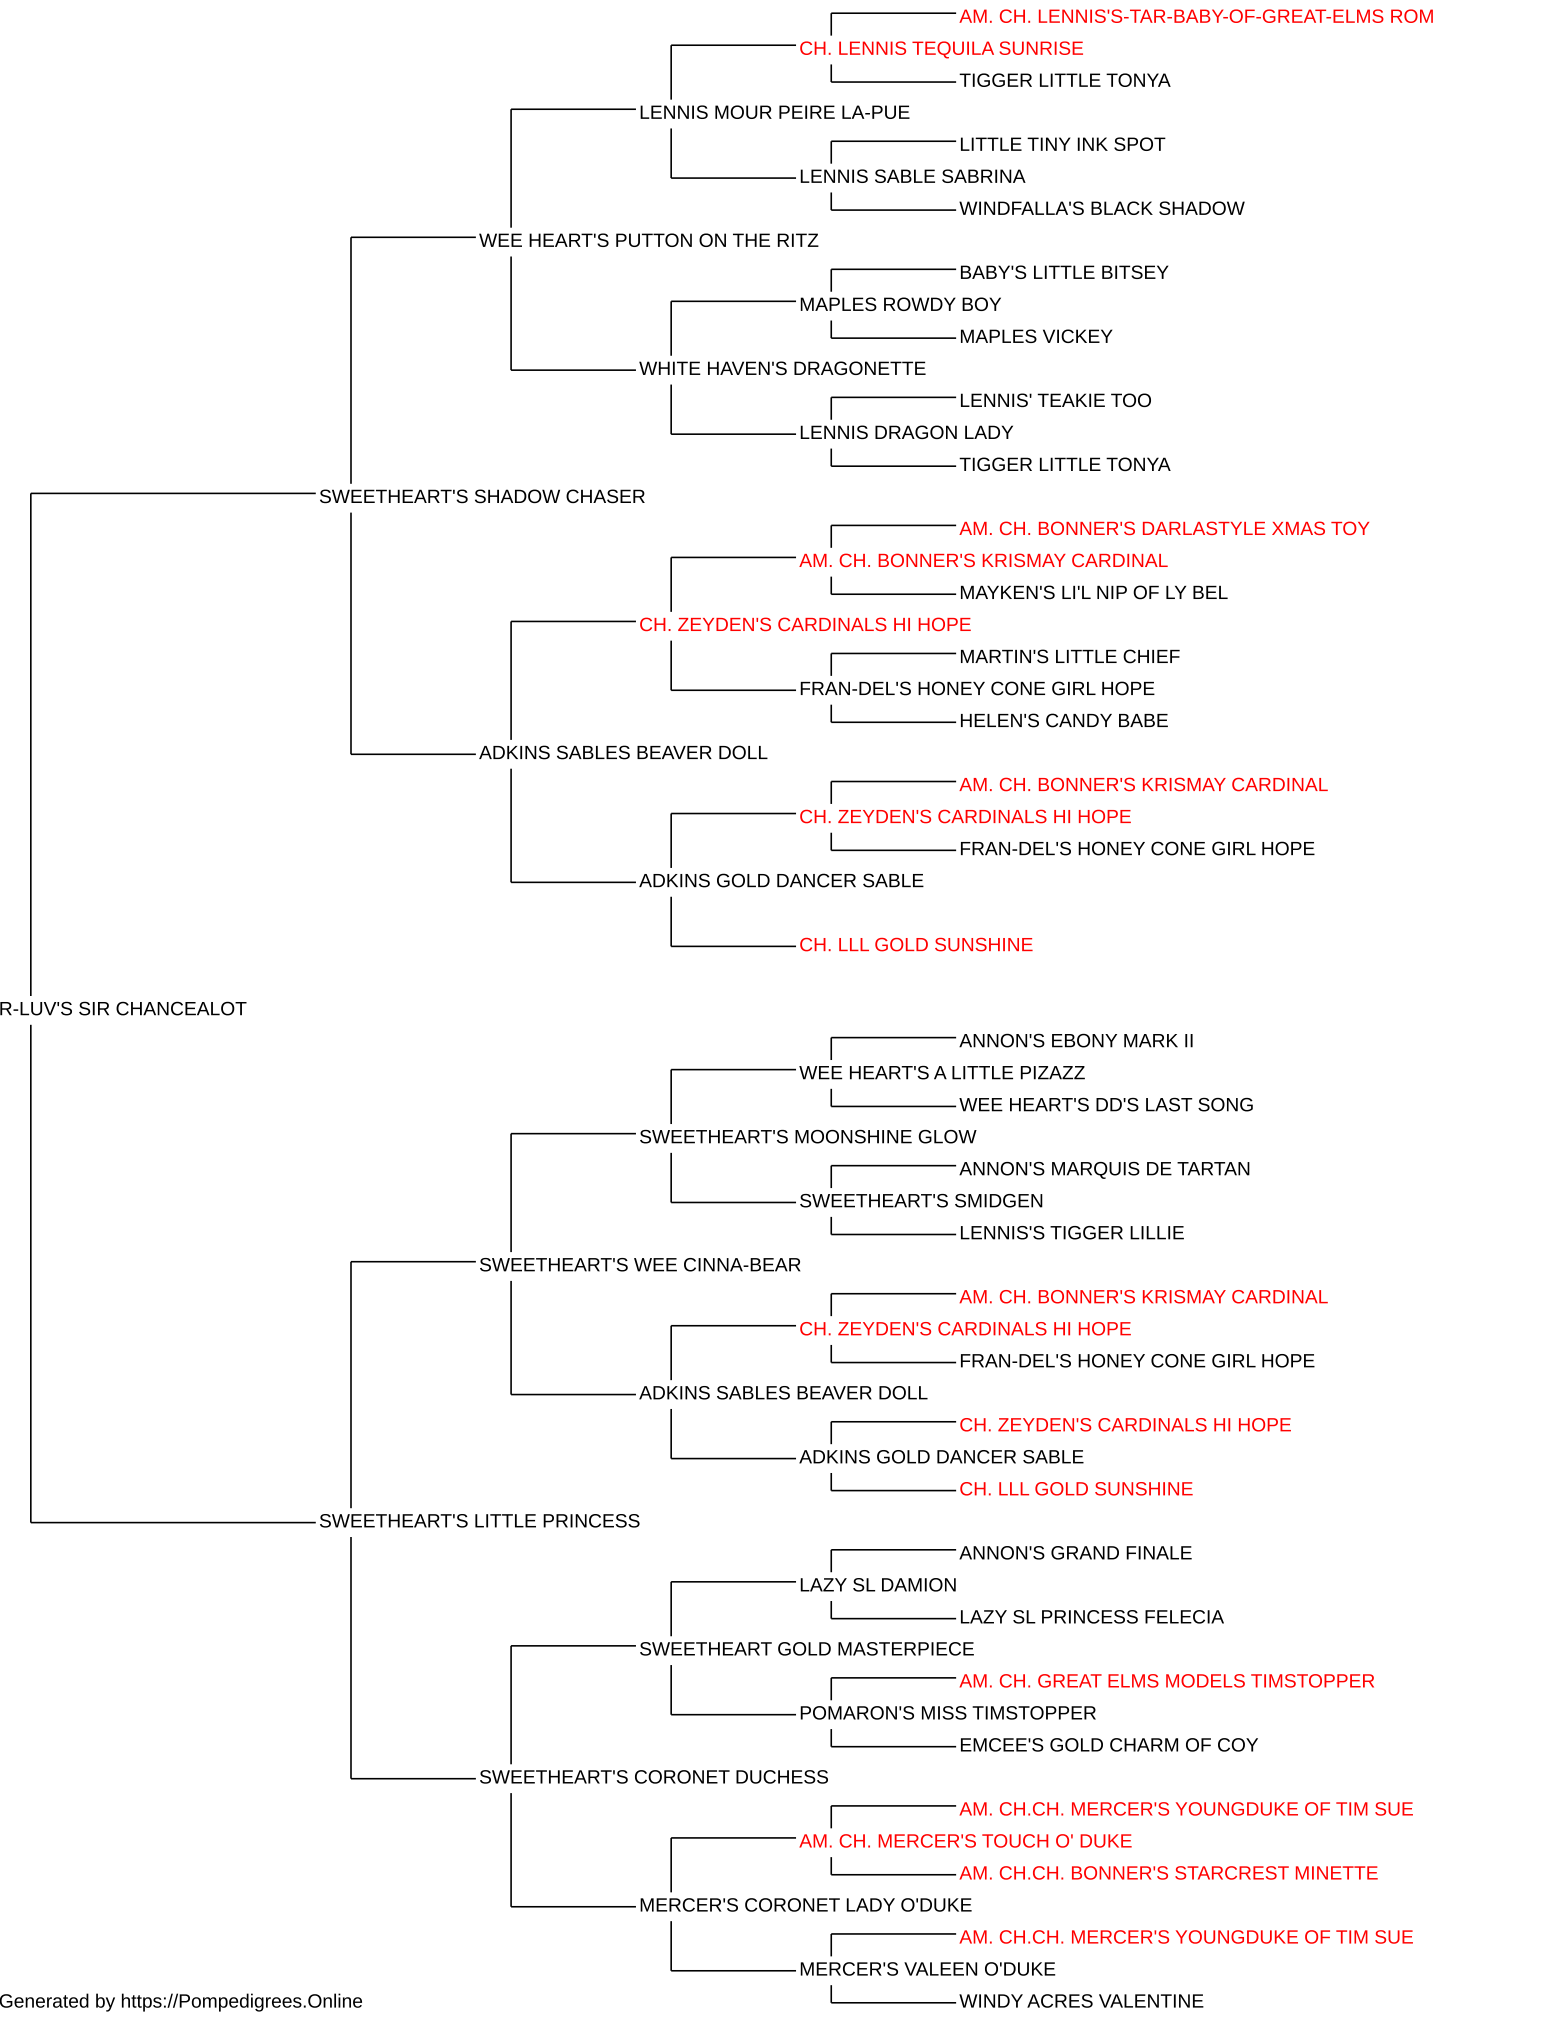 AM. CH. LENNIS'S-TAR-BABY-OF-GREAT-ELMS ROM
CH. LENNIS TEQUILA SUNRISE
TIGGER LITTLE TONYA
LENNIS MOUR PEIRE LA-PUE
LITTLE TINY INK SPOT
LENNIS SABLE SABRINA
WINDFALLA'S BLACK SHADOW
WEE HEART'S PUTTON ON THE RITZ
BABY'S LITTLE BITSEY
MAPLES ROWDY BOY
MAPLES VICKEY
WHITE HAVEN'S DRAGONETTE
LENNIS' TEAKIE TOO
LENNIS DRAGON LADY
TIGGER LITTLE TONYA
SWEETHEART'S SHADOW CHASER
AM. CH. BONNER'S DARLASTYLE XMAS TOY
AM. CH. BONNER'S KRISMAY CARDINAL
MAYKEN'S LI'L NIP OF LY BEL
CH. ZEYDEN'S CARDINALS HI HOPE
MARTIN'S LITTLE CHIEF
FRAN-DEL'S HONEY CONE GIRL HOPE
HELEN'S CANDY BABE
ADKINS SABLES BEAVER DOLL
AM. CH. BONNER'S KRISMAY CARDINAL
CH. ZEYDEN'S CARDINALS HI HOPE
FRAN-DEL'S HONEY CONE GIRL HOPE
ADKINS GOLD DANCER SABLE
CH. LLL GOLD SUNSHINE
R-LUV'S SIR CHANCEALOT
ANNON'S EBONY MARK II
WEE HEART'S A LITTLE PIZAZZ
WEE HEART'S DD'S LAST SONG
SWEETHEART'S MOONSHINE GLOW
ANNON'S MARQUIS DE TARTAN
SWEETHEART'S SMIDGEN
LENNIS'S TIGGER LILLIE
SWEETHEART'S WEE CINNA-BEAR
AM. CH. BONNER'S KRISMAY CARDINAL
CH. ZEYDEN'S CARDINALS HI HOPE
FRAN-DEL'S HONEY CONE GIRL HOPE
ADKINS SABLES BEAVER DOLL
CH. ZEYDEN'S CARDINALS HI HOPE
ADKINS GOLD DANCER SABLE
CH. LLL GOLD SUNSHINE
SWEETHEART'S LITTLE PRINCESS
ANNON'S GRAND FINALE
LAZY SL DAMION
LAZY SL PRINCESS FELECIA
SWEETHEART GOLD MASTERPIECE
AM. CH. GREAT ELMS MODELS TIMSTOPPER
POMARON'S MISS TIMSTOPPER
EMCEE'S GOLD CHARM OF COY
SWEETHEART'S CORONET DUCHESS
AM. CH.CH. MERCER'S YOUNGDUKE OF TIM SUE
AM. CH. MERCER'S TOUCH O' DUKE
AM. CH.CH. BONNER'S STARCREST MINETTE
MERCER'S CORONET LADY O'DUKE
AM. CH.CH. MERCER'S YOUNGDUKE OF TIM SUE
MERCER'S VALEEN O'DUKE
WINDY ACRES VALENTINE
Generated by https://Pompedigrees.Online